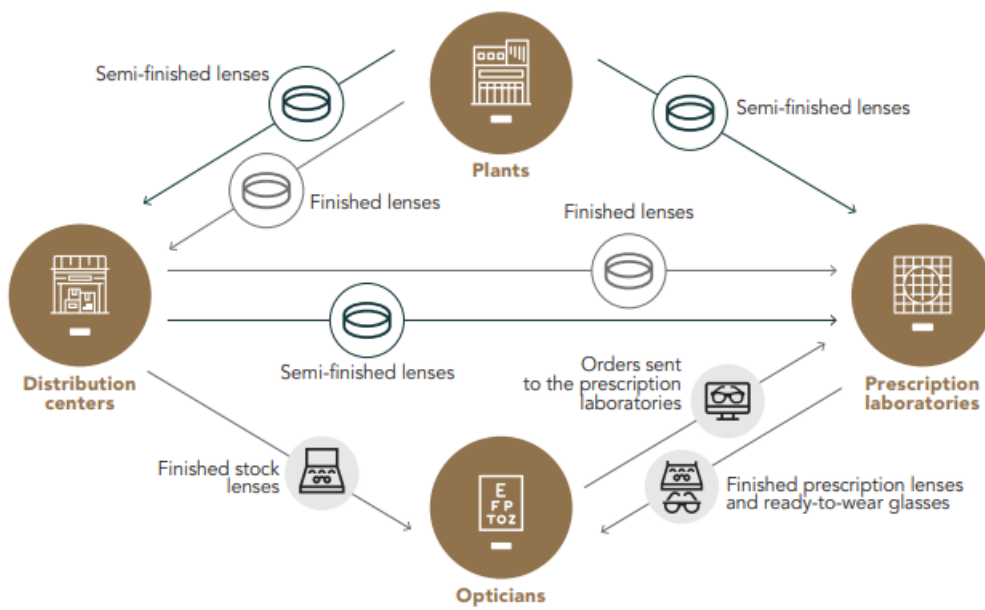 Semi-finished lenses
Semi-finished lenses
Plants
Finished lenses
Finished lenses
Semi-finished lenses
Distribution
centers
Orders sent
to the prescription
laboratories
Prescription
laboratories
Finished stock
lenses
E
F P
TOZ
Finished prescription lenses
and ready-to-wear glasses
Opticians